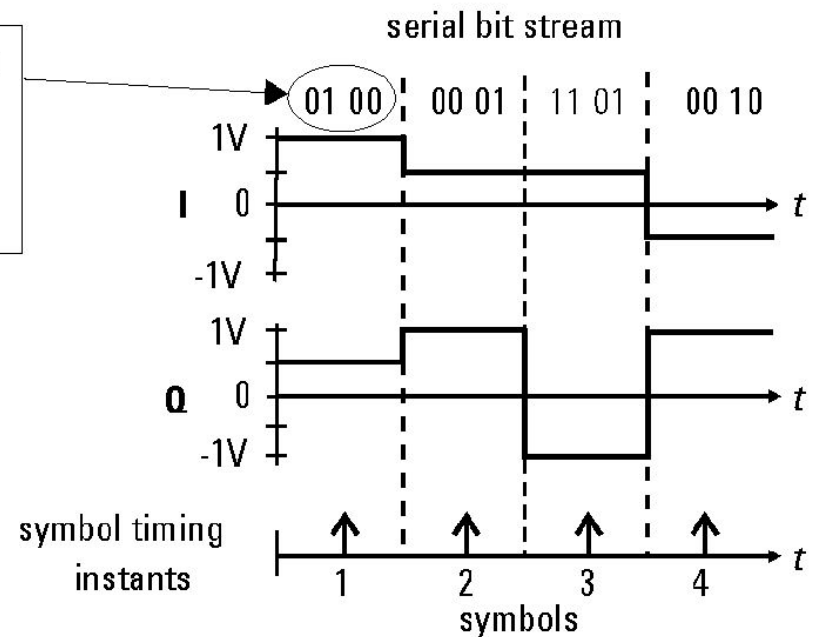 serial bit stream
01 00 00 01 11 01 00 10
1V
I 0 t
-1V
1V
Q 0 t
-1V
symbol timing
instants
t
1 2 3 4
symbols